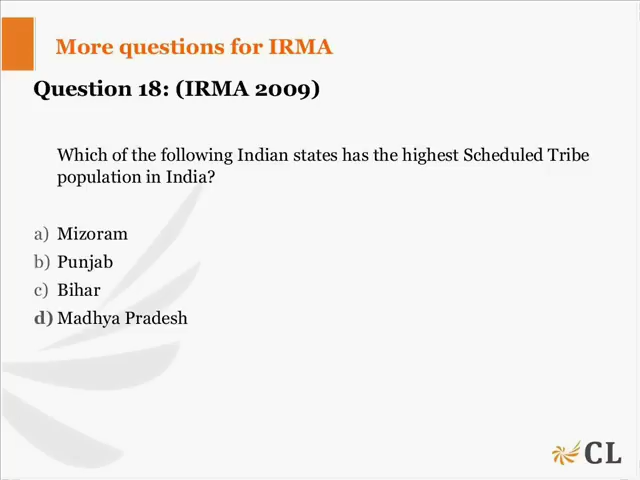 More questions for IRMA
Question 18: (IRMA 2009)
Which of the following Indian states has the highest Scheduled Tribe
population in India?
a) Mizoram
b) Punjab
c) Bihar
d) Madhya Pradesh
CL